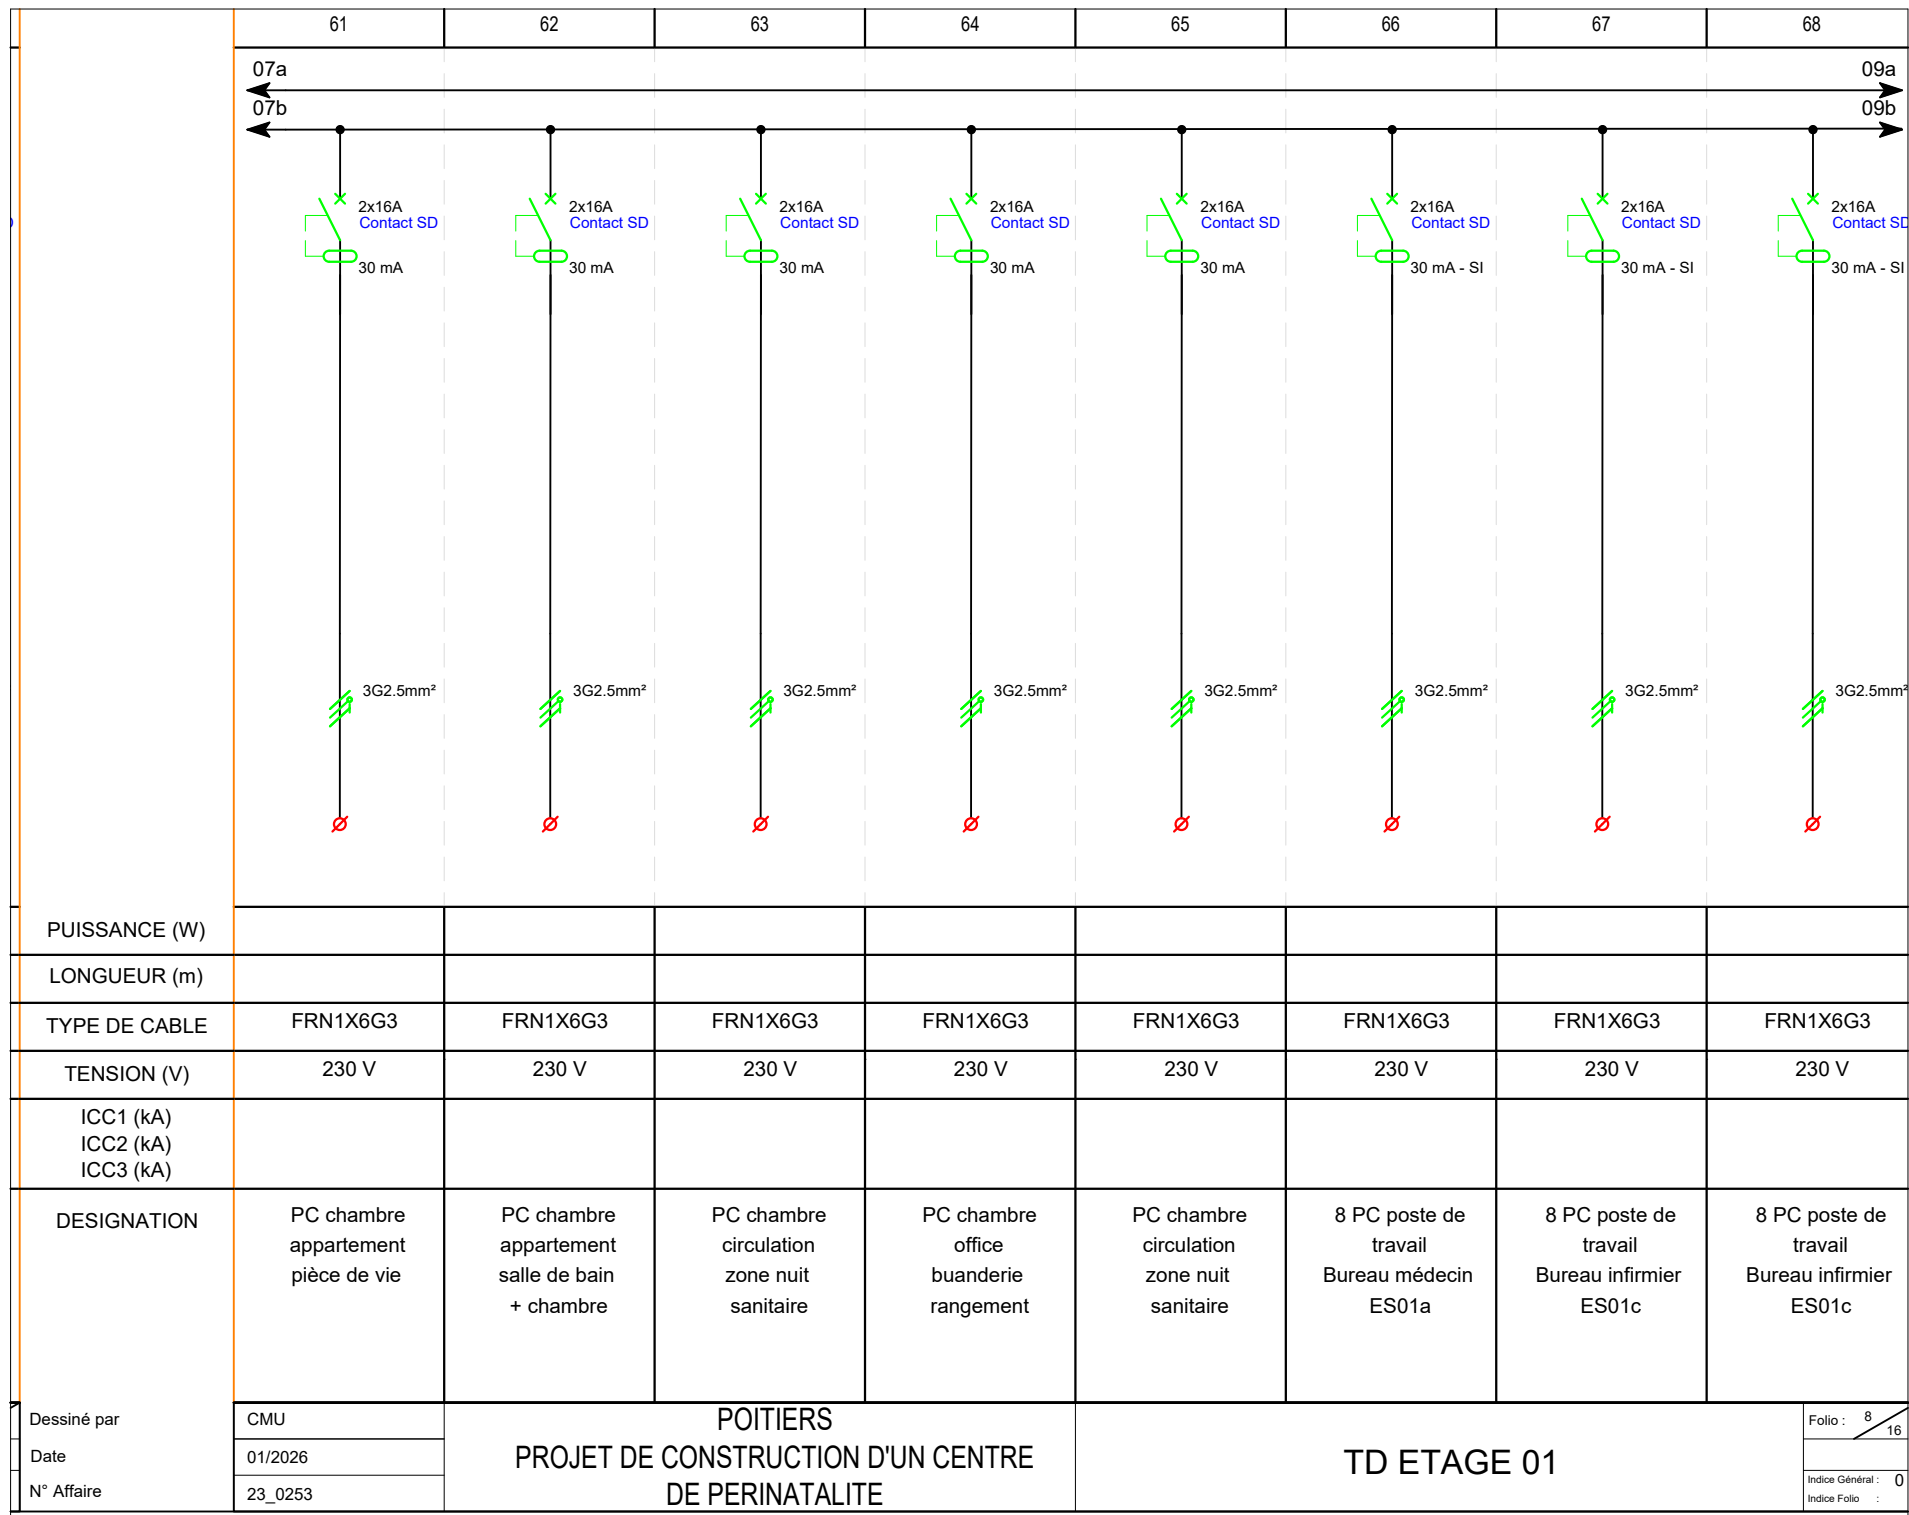 61 62 63 64 65 66 67 68
07a 09a
07b 09b
2x16A 2x16A 2x16A 2x16A 2x16A 2x16A 2x16A 2x16A
Contact SD Contact SD Contact SD Contact SD Contact SD Contact SD Contact SD Contact SD
30 mA 30 mA 30 mA 30 mA 30 mA 30 mA - SI 30 mA - SI 30 mA - SI
3G2.5mm² 3G2.5mm² 3G2.5mm² 3G2.5mm² 3G2.5mm² 3G2.5mm² 3G2.5mm² 3G2.5mm²
PUISSANCE (W)
LONGUEUR (m)
TYPE DE CABLE FRN1X6G3 FRN1X6G3 FRN1X6G3 FRN1X6G3 FRN1X6G3 FRN1X6G3 FRN1X6G3 FRN1X6G3
TENSION (V) 230 V 230 V 230 V 230 V 230 V 230 V 230 V 230 V
ICC1 (kA)
ICC2 (kA)
ICC3 (kA)
DESIGNATION
PC chambre
appartement
pièce de vie
PC chambre
appartement
salle de bain
+ chambre
PC chambre
circulation
zone nuit
sanitaire
PC chambre
office
buanderie
rangement
PC chambre
circulation
zone nuit
sanitaire
8 PC poste de
travail
Bureau médecin
ES01a
8 PC poste de
travail
Bureau infirmier
ES01c
8 PC poste de
travail
Bureau infirmier
ES01c
Dessiné par CMU
Date 01/2026
N° Affaire 23_0253
POITIERS
PROJET DE CONSTRUCTION D'UN CENTRE
DE PERINATALITE
TD ETAGE 01
Folio : 8 16
Indice Général : 0
Indice Folio :